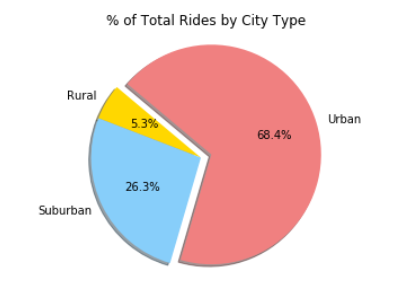 % of Total Rides by City Type
Rural
5.3%
Urban
68.4%
26.3%
Suburban